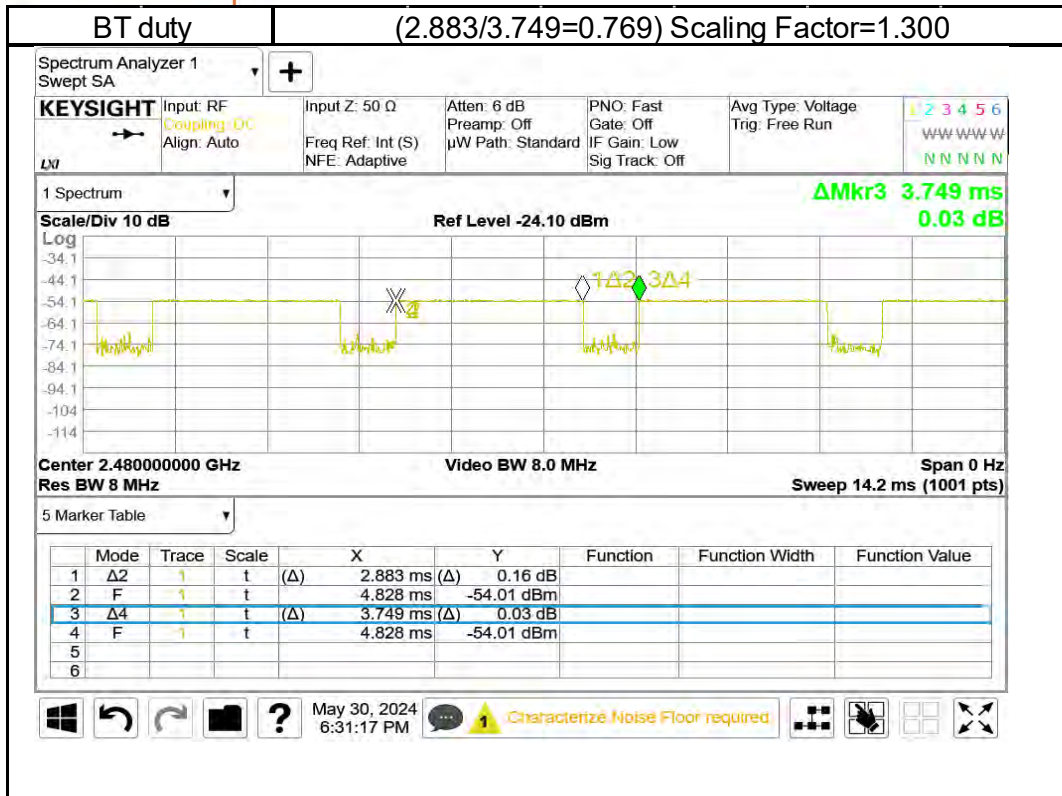 BT duty (2.883/3.749=0.769) Scaling Factor=1.300
Spectrum Analyzer 1
Swept SA
KEYSIGHT Input: RF Input Z: 50 Ω Atten: 6 dB PNO: Fast Avg Type: Voltage 1 2 3 4 5 6
Coupling: DC Preamp: Off Gate: Off Trig: Free Run
Align: Auto Freq Ref: Int (S) µW Path: Standard IF Gain: Low W W W W W
LXI NFE: Adaptive Sig Track: Off N N N N N
1 Spectrum ΔMkr3 3.749 ms
Scale/Div 10 dB Ref Level -24.10 dBm 0.03 dB
Log
-34.1
-44.1 1Δ2 3Δ4
-54.1
-64.1
-74.1
-84.1
-94.1
-104
-114
Center 2.480000000 GHz Video BW 8.0 MHz Span 0 Hz
Res BW 8 MHz Sweep 14.2 ms (1001 pts)
5 Marker Table
Mode Trace Scale X Y Function Function Width Function Value
1 Δ2 1 t (Δ) 2.883 ms (Δ) 0.16 dB
2 F 1 t 4.828 ms -54.01 dBm
3 Δ4 1 t (Δ) 3.749 ms (Δ) 0.03 dB
4 F 1 t 4.828 ms -54.01 dBm
5
6
? May 30, 2024 1 Characterize Noise Floor required
6:31:17 PM